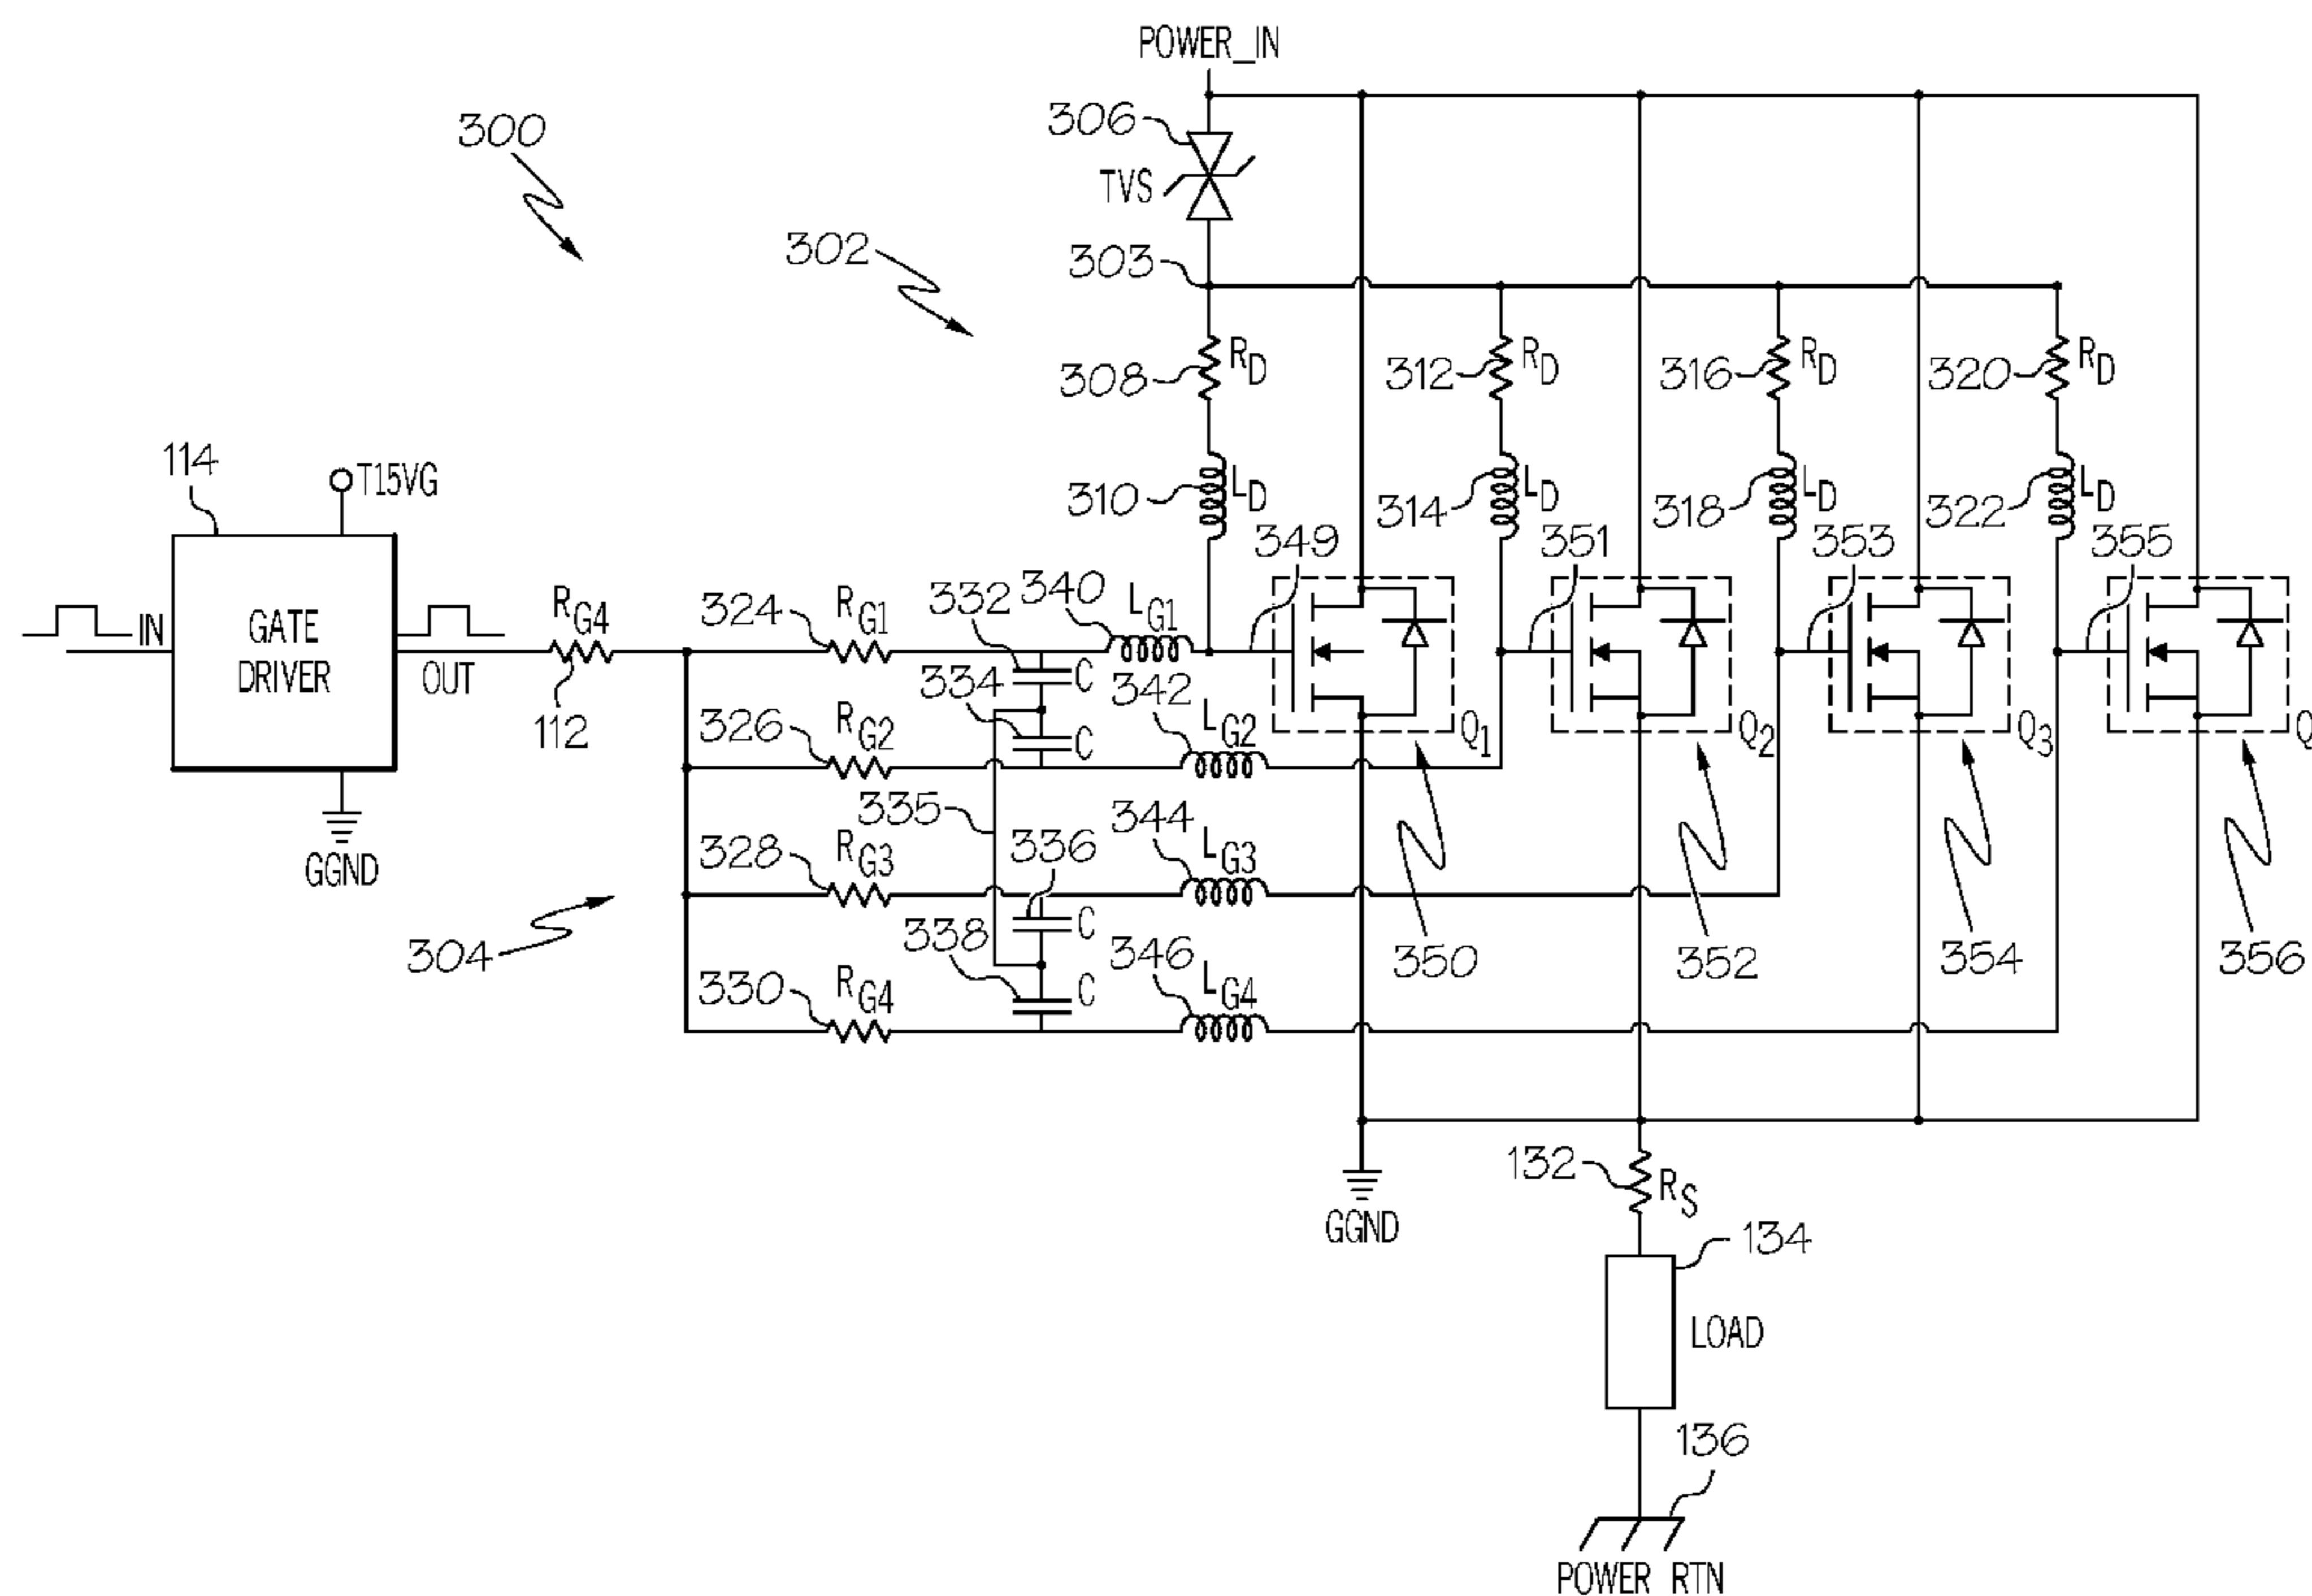 POWER_IN
300
306
TVS
302
303
308
RD
312
RD
316
RD
320
RD
114
T15VG
310
LD
314
LD
318
LD
322
LD
349
351
353
355
IN
GATE
DRIVER
OUT
RG4
112
324
RG1
332
340
LG1
C
334
342
C
326
RG2
LG2
Q1
Q2
Q3
Q
GGND
335
344
328
RG3
336
LG3
C
304
338
346
350
352
354
356
330
RG4
C
LG4
132
RS
GGND
134
LOAD
136
POWER RTN